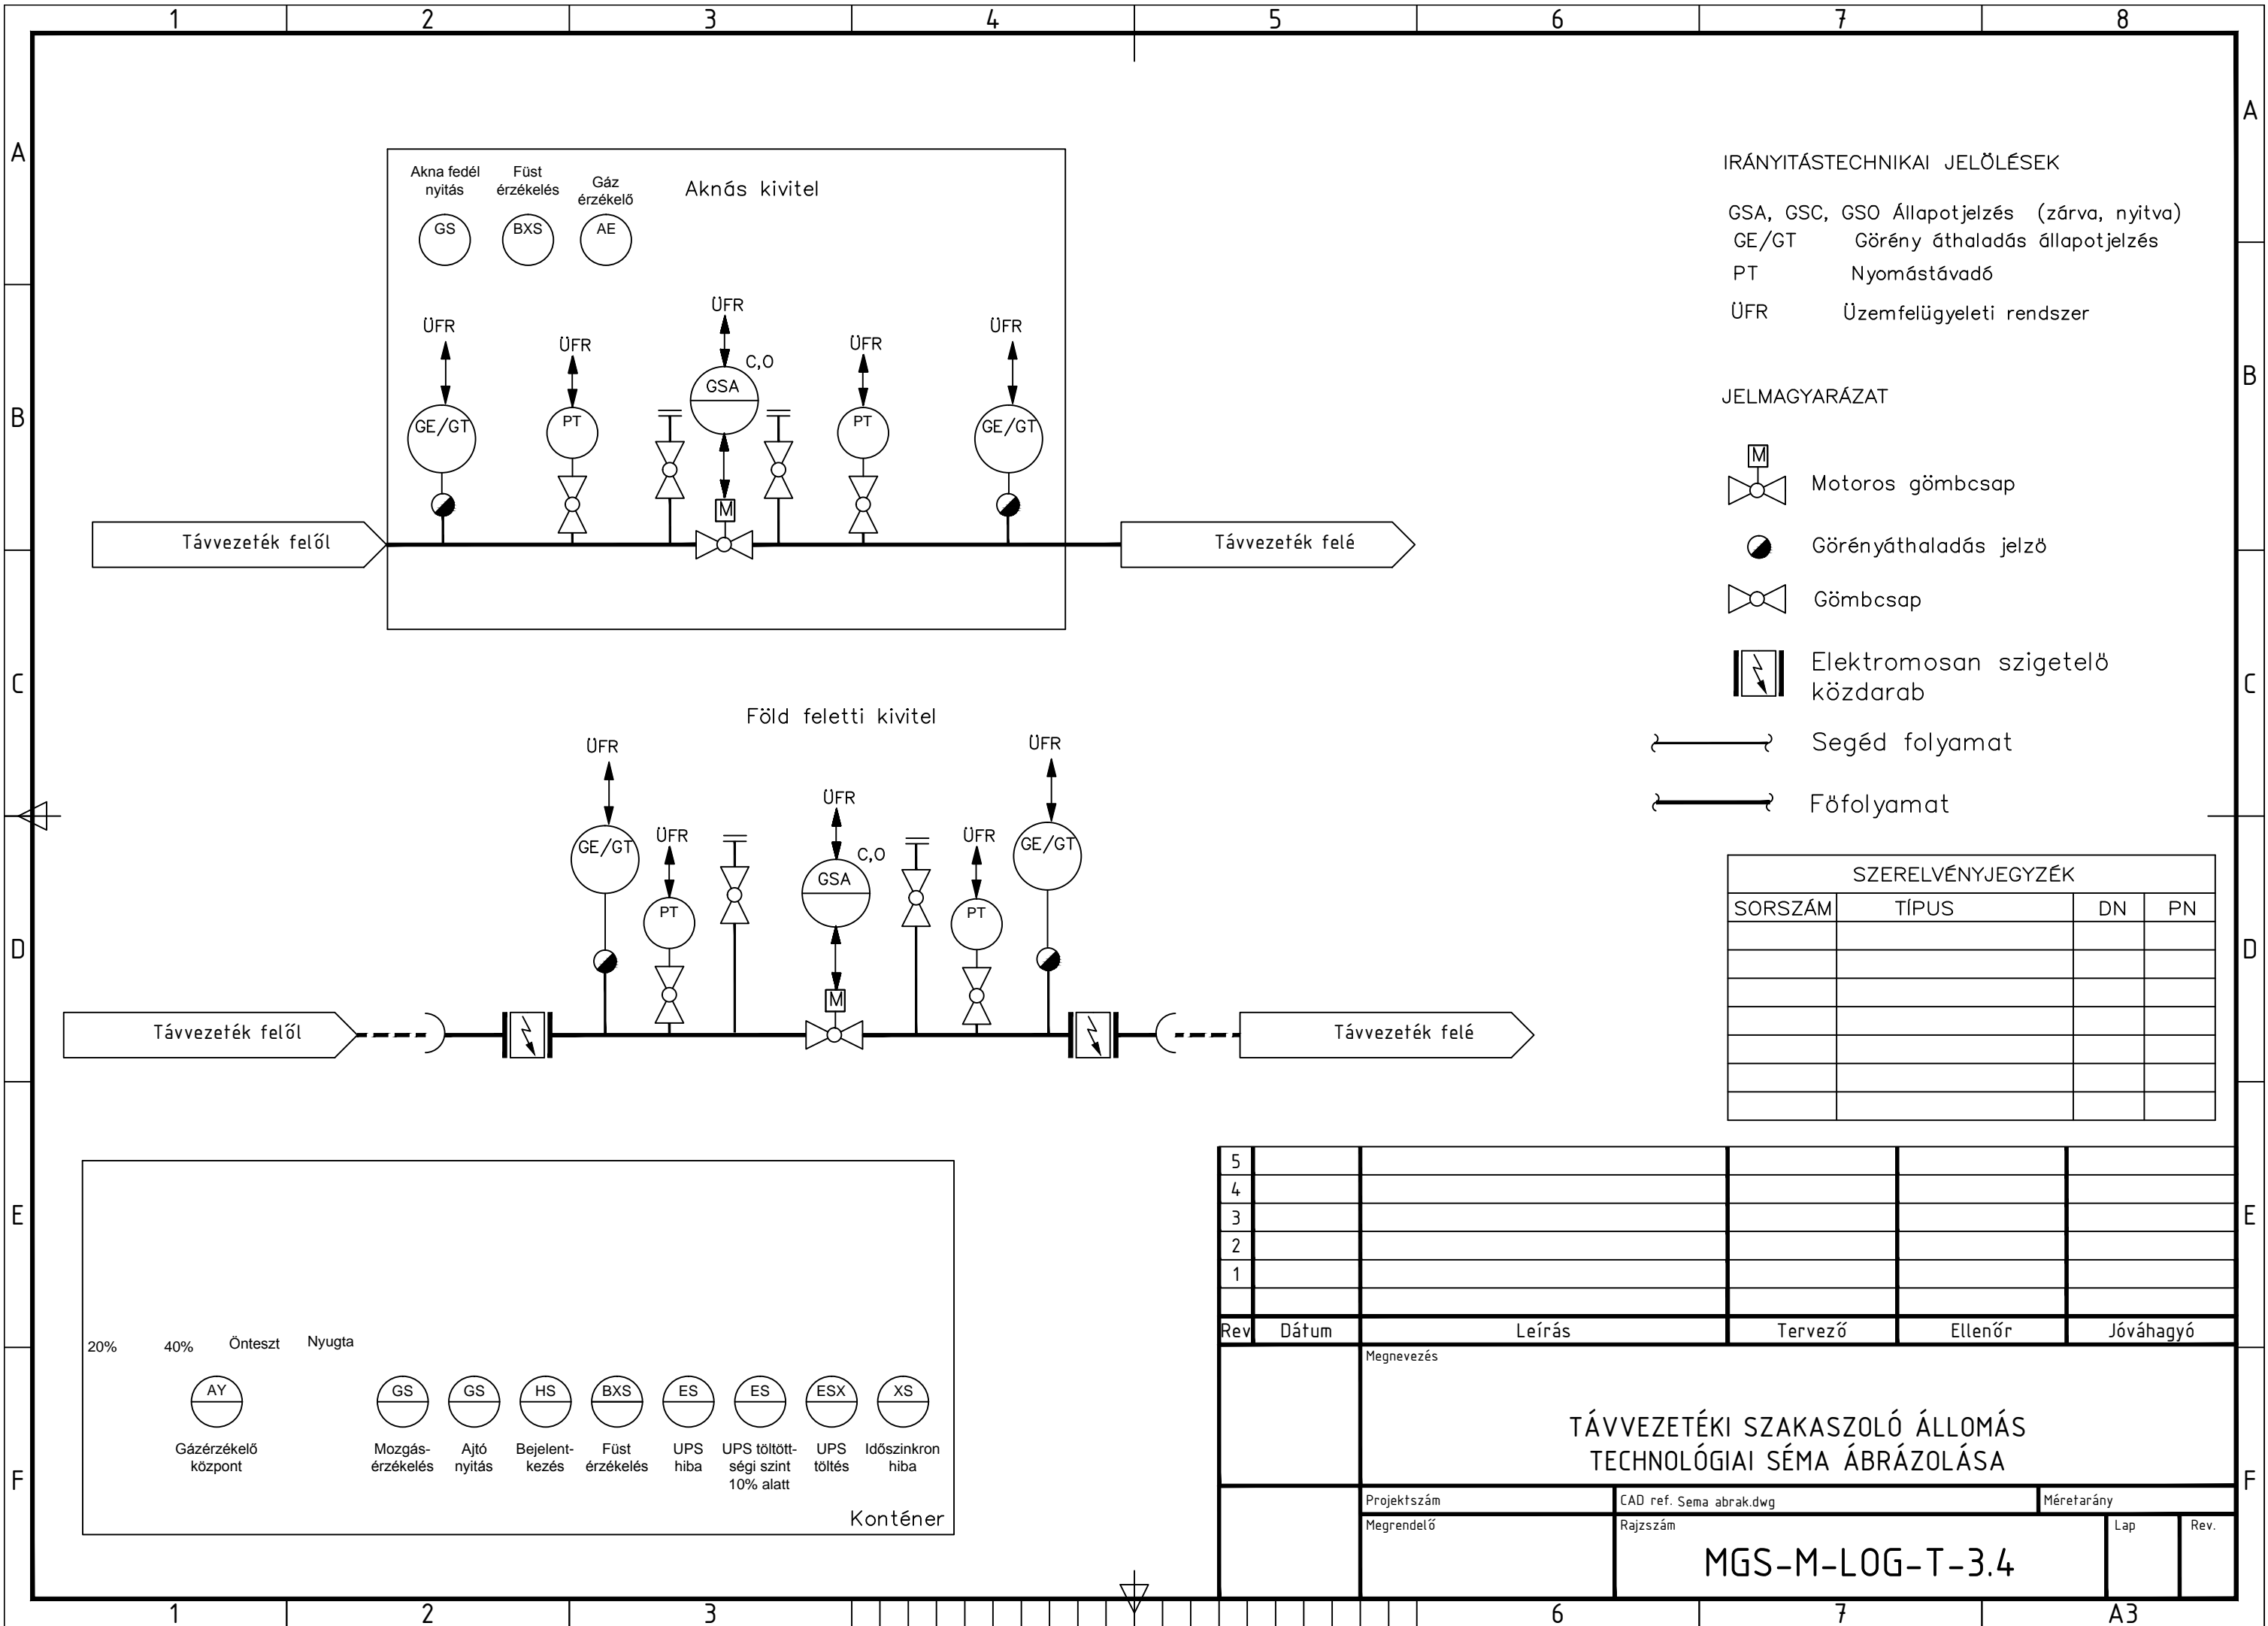 1 2 3 4 5 6 7 8
A
A
B
B
C
C
D
D
E
E
F
F
Akna fedél
nyitás
Füst
érzékelés
Gáz
érzékelő
Aknás kivitel
GS
BXS
AE
ÜFR
ÜFR
ÜFR
ÜFR
ÜFR
C,O
GE/GT
PT
GSA
PT
GE/GT
M
Távvezeték felől
Távvezeték felé
IRÁNYITÁSTECHNIKAI JELÖLÉSEK
GSA, GSC, GSO Állapotjelzés (zárva, nyitva)
GE/GT Görény áthaladás állapotjelzés
PT Nyomástávadó
ÜFR Üzemfelügyeleti rendszer
JELMAGYARÁZAT
M
Motoros gömbcsap
Görényáthaladás jelzö
Gömbcsap
Elektromosan szigetelö
közdarab
Segéd folyamat
Föfolyamat
Föld feletti kivitel
ÜFR
ÜFR
ÜFR
ÜFR
ÜFR
C,O
GE/GT
PT
GSA
PT
GE/GT
M
Távvezeték felől
Távvezeték felé
SZERELVÉNYJEGYZÉK
SORSZÁM TÍPUS DN PN
20% 40% Önteszt Nyugta
AY GS GS HS BXS ES ES ESX XS
Gázérzékelő
központ
Mozgás-
érzékelés
Ajtó
nyitás
Bejelent-
kezés
Füst
érzékelés
UPS
hiba
UPS töltött-
ségi szint
10% alatt
UPS
töltés
Időszinkron
hiba
Konténer
5
4
3
2
1
Rev Dátum Leírás Tervező Ellenőr Jóváhagyó
Megnevezés
TÁVVEZETÉKI SZAKASZOLÓ ÁLLOMÁS
TECHNOLÓGIAI SÉMA ÁBRÁZOLÁSA
Projektszám
CAD ref. Sema abrak.dwg
Méretarány
Megrendelő
Rajzszám
Lap
Rev.
MGS-M-LOG-T-3.4
1 2 3 6 7 A3